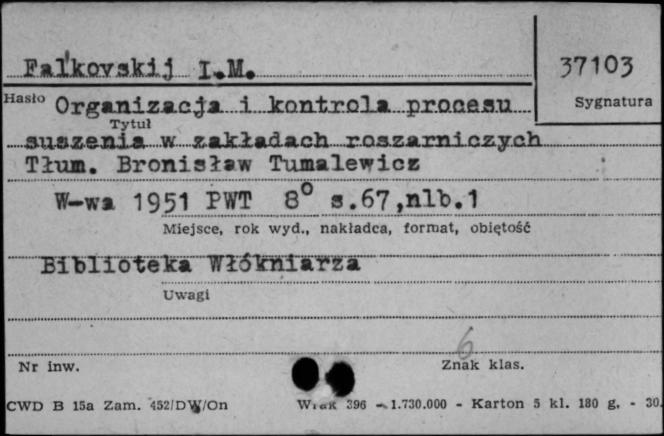 Fal'kovskij I.M.
37103
Hasło
Sygnatura
Organizacja i kontrola procesu
Tytuł
suszenia w zakładach roszarniczych
Tłum. Bronisław Tumalewicz
W-wa 1951 PWT 8° s.67,nlb.1
Miejsce, rok wyd., nakładca, format, objętość
Biblioteka Włókniarza
Uwagi
6
Nr inw.
Znak klas.
CWD B 15a Zam. 452/DW/On
396 - 1.730.000 - Karton 5 kl. 180 g. - 30.